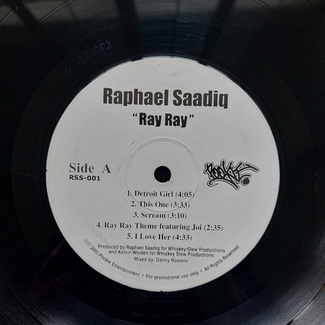 Raphael Saadiq
"Ray Ray"
Side A
RSS-001
1. Detroit Girl (4:05)
2. This One (3:33)
3. Scream (3:10)
4. Ray Ray Theme featuring Joi (2:35)
5. I Love Her (4:33)
Produced by Raphael Saadiq for Whiskey Slew Productions
and Kelvin Wooten for Whiskey Slew Productions
Mixed by: Danny Romero
Pookie Entertainment • For promotional use only • All Rights Reserved.